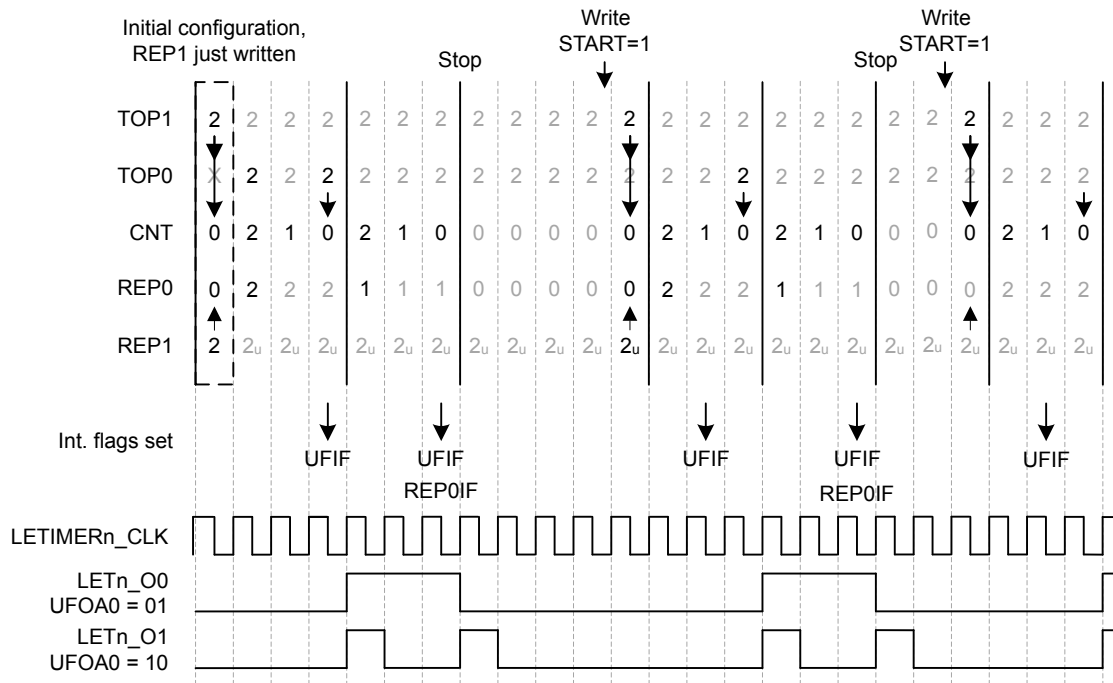 Initial configuration,
REP1 just written
Stop
Write
START=1
Stop
Write
START=1
TOP1 2 2 2 2 2 2 2 2 2 2 2 2 2 2 2 2 2 2 2 2 2 2 2 2
TOP0 X 2 2 2 2 2 2 2 2 2 2 2 2 2 2 2 2 2 2 2 2 2 2 2
CNT 0 2 1 0 2 1 0 0 0 0 0 0 2 1 0 2 1 0 0 0 0 2 1 0
REP0 0 2 2 2 1 1 1 0 0 0 0 0 2 2 2 1 1 1 0 0 0 2 2 2
REP1 2 2u 2u 2u 2u 2u 2u 2u 2u 2u 2u 2u 2u 2u 2u 2u 2u 2u 2u 2u 2u 2u 2u 2u
Int. flags set
UFIF UFIF UFIF UFIF UFIF
REP0IF REP0IF
LETIMERn_CLK
LETn_O0
UFOA0 = 01
LETn_O1
UFOA0 = 10